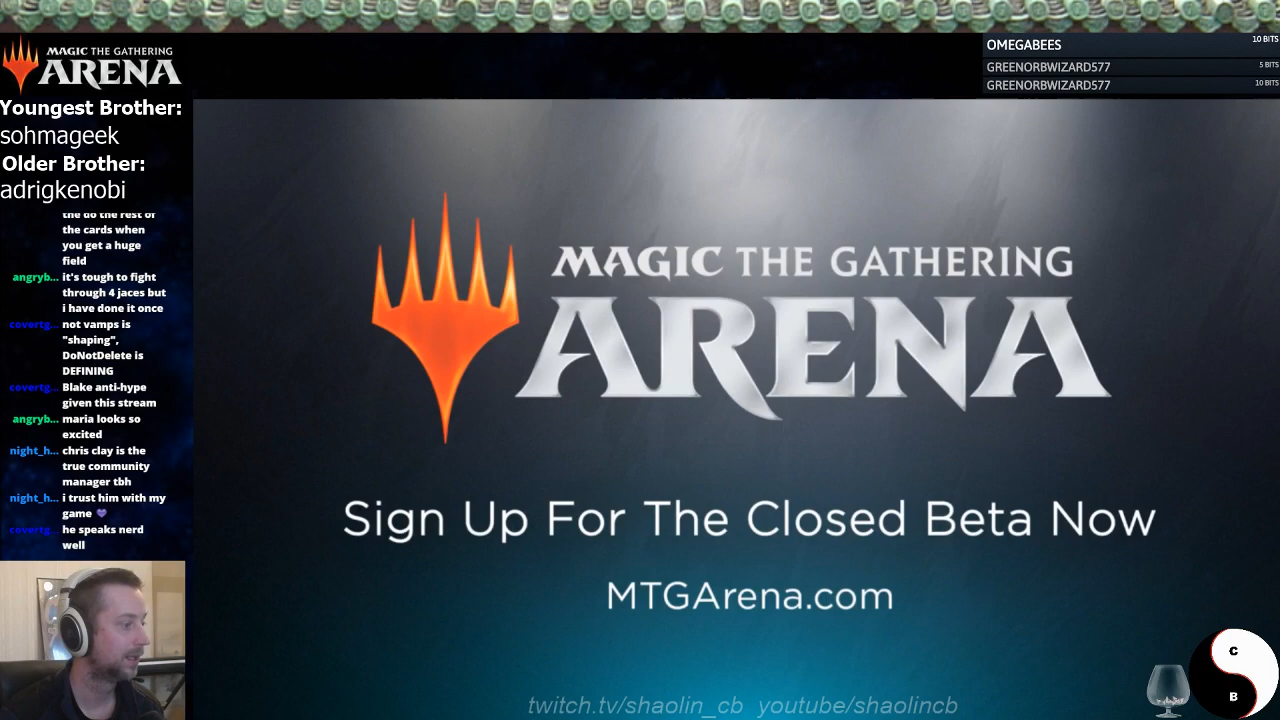 MAGIC THE GATHERING
ARENA
OMEGABEES 10 BITS
GREENORBWIZARD577 5 BITS
GREENORBWIZARD577 10 BITS
Youngest Brother:
sohmageek
Older Brother:
adrigkenobi
the do the rest of
the cards when
you get a huge
field
angryb... it's tough to fight
through 4 jaces but
i have done it once
covertg... not vamps is
"shaping",
DoNotDelete is
DEFINING
covertg... Blake anti-hype
given this stream
angryb... maria looks so
excited
night_h... chris clay is the
true community
manager tbh
night_h... i trust him with my
game 💜
covertg... he speaks nerd
well
MAGIC THE GATHERING
ARENA
Sign Up For The Closed Beta Now
MTGArena.com
twitch.tv/shaolin_cb youtube/shaolincb
C
B